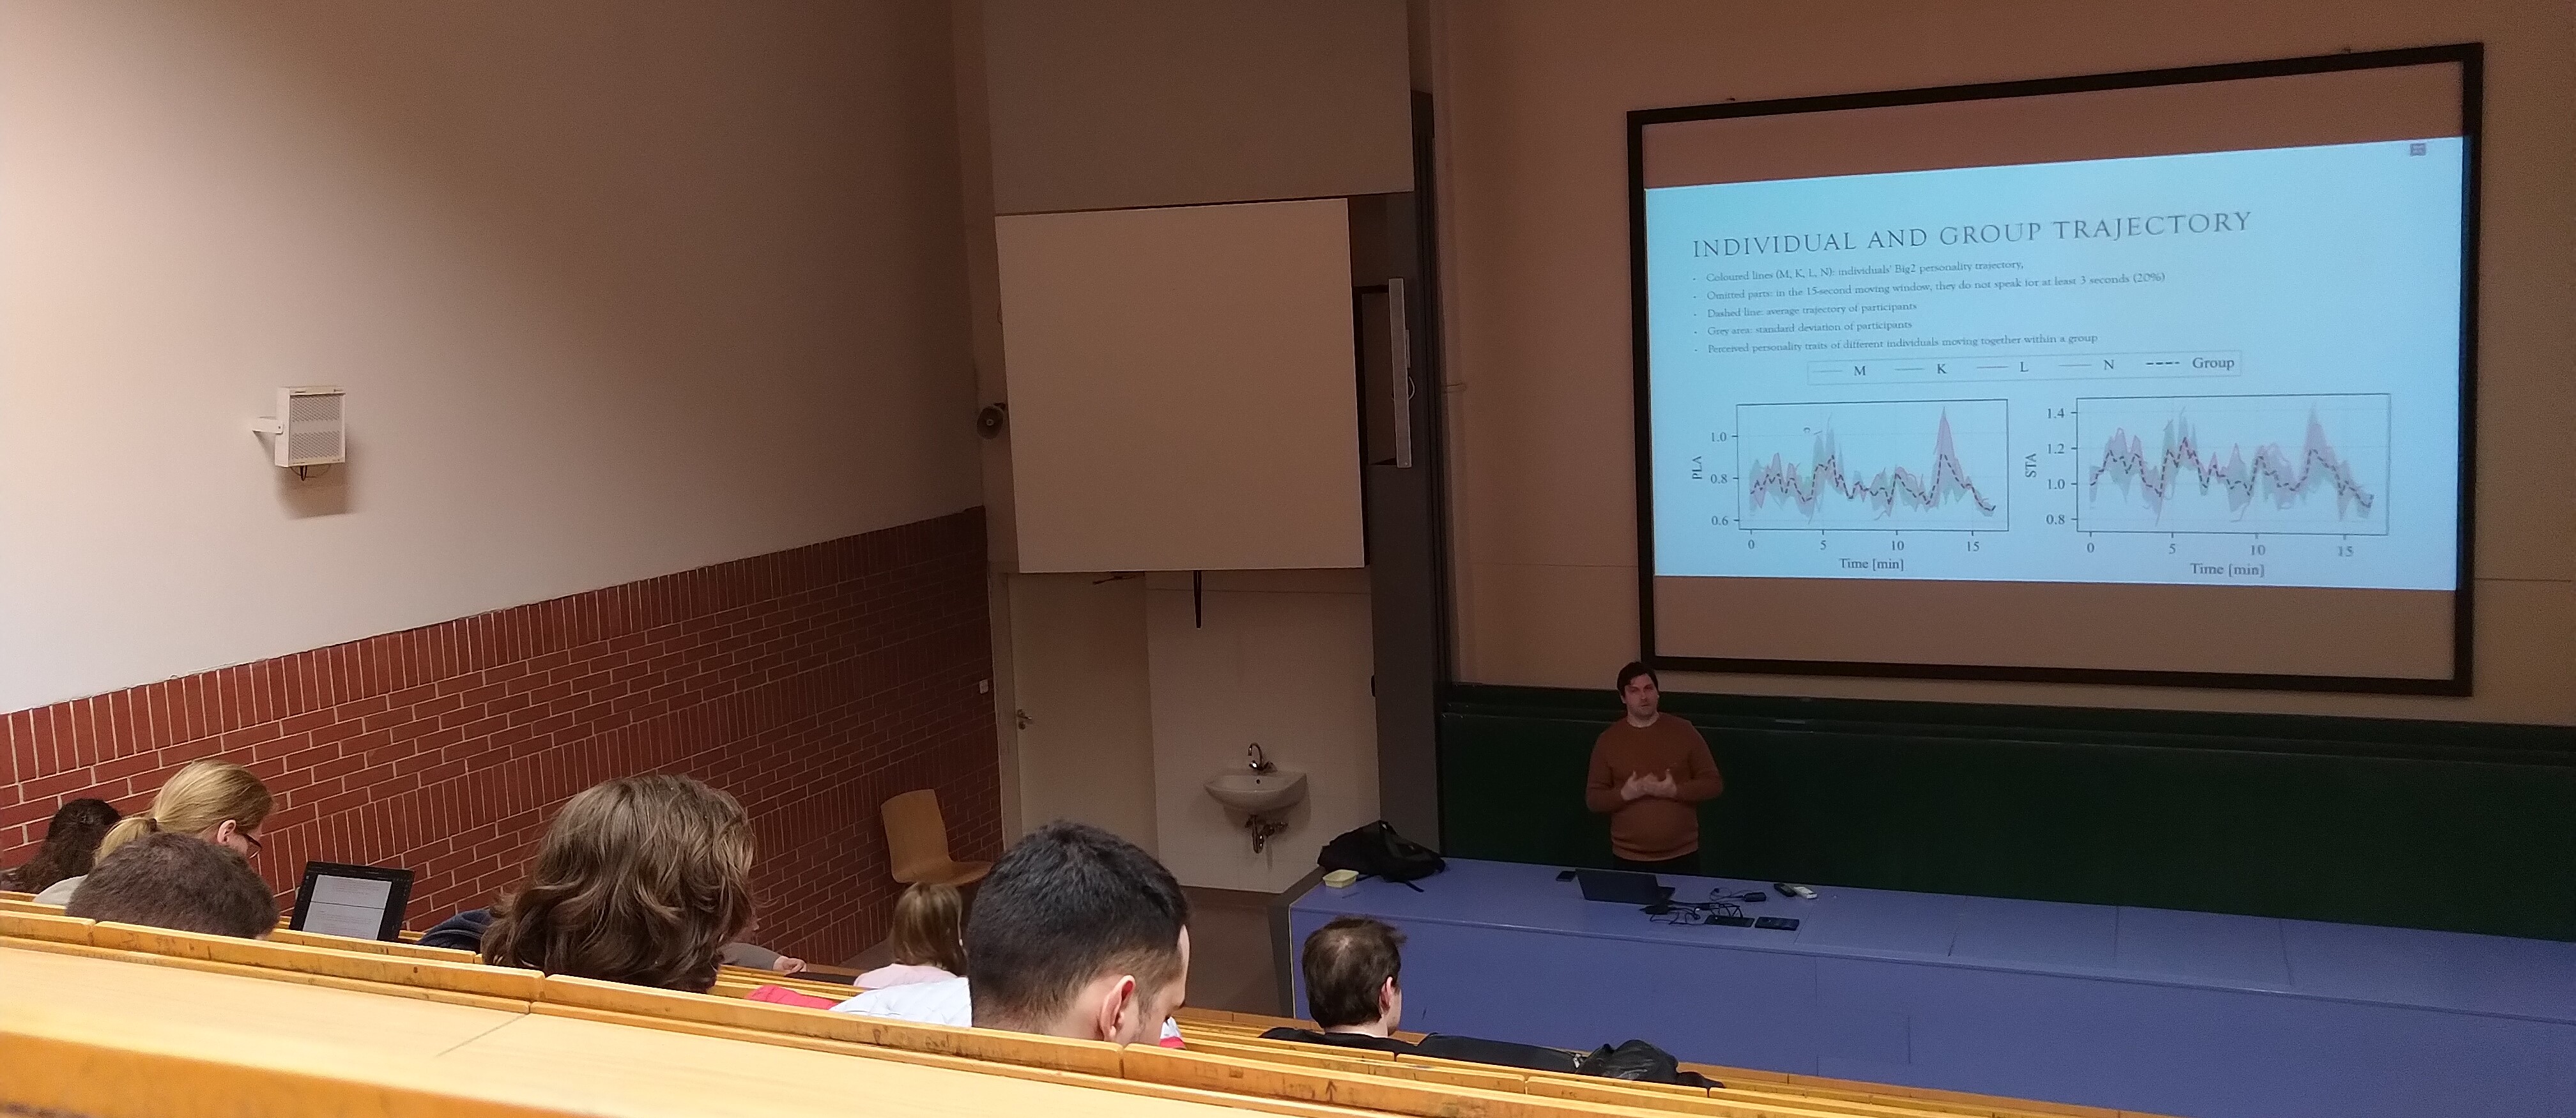 INDIVIDUAL AND GROUP TRAJECTORY
· Coloured lines (M, K, L, N): individuals' Big2 personality trajectory,
· Omitted parts: in the 15-second moving window, they do not speak for at least 3 seconds (20%)
· Dashed line: average trajectory of participants
· Grey area: standard deviation of participants
· Perceived personality traits of different individuals moving together within a group
M K L N Group
PLA
1.0
0.8
0.6
0 5 10 15
Time [min]
STA
1.4
1.2
1.0
0.8
0 5 10 15
Time [min]